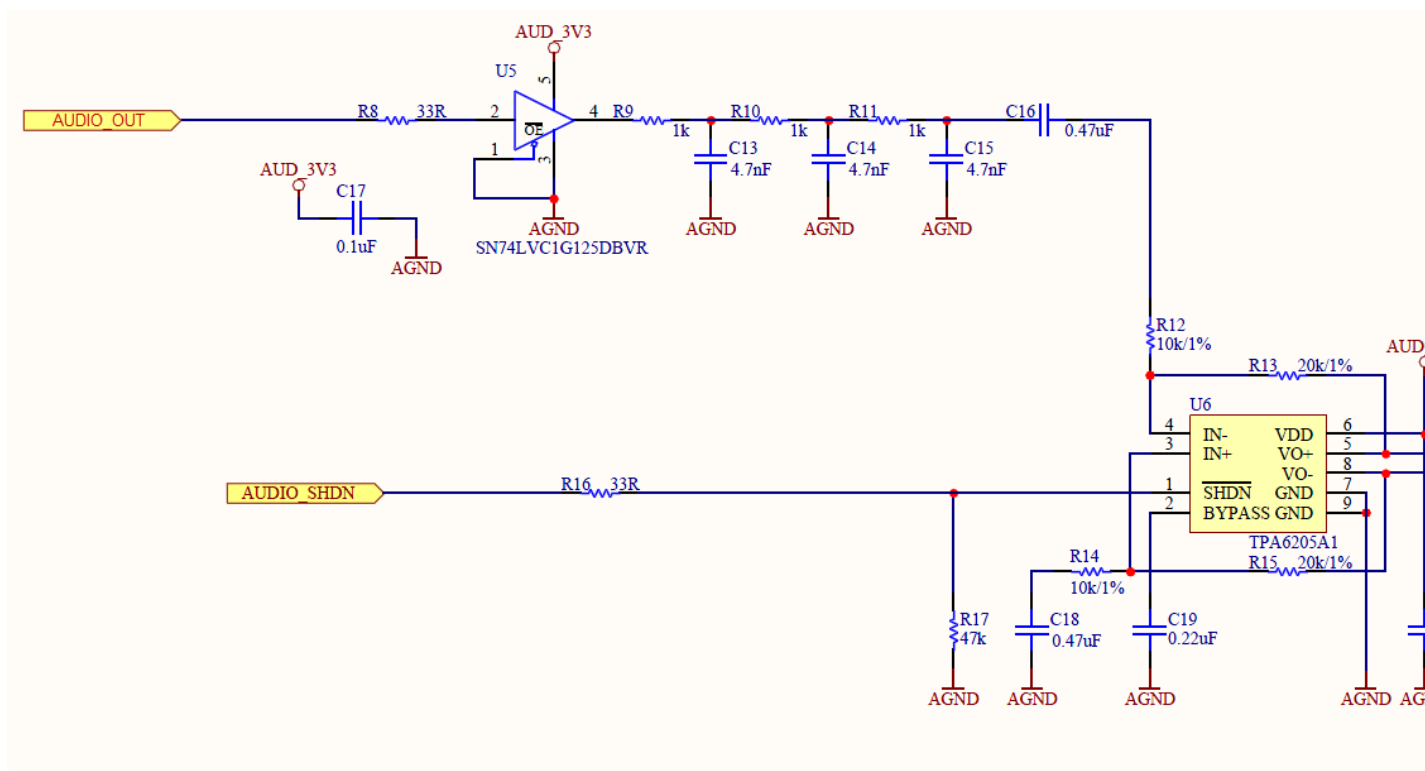 AUD_3V3
U5
5
AUDIO_OUT
R8 33R
2
OE
4
R9
1k
R10
1k
R11
1k
C16
0.47uF
1
3
C13
4.7nF
C14
4.7nF
C15
4.7nF
AUD_3V3
C17
0.1uF
AGND
AGND
SN74LVC1G125DBVR
AGND
AGND
AGND
R12
10k/1%
AUD
R13 20k/1%
U6
4 IN- VDD 6
3 IN+ VO+ 5
VO- 8
1 SHDN GND 7
2 BYPASS GND 9
TPA6205A1
AUDIO_SHDN
R16 33R
R14
10k/1%
R15 20k/1%
R17
47k
C18
0.47uF
C19
0.22uF
AGND
AGND
AGND
AGND
AG